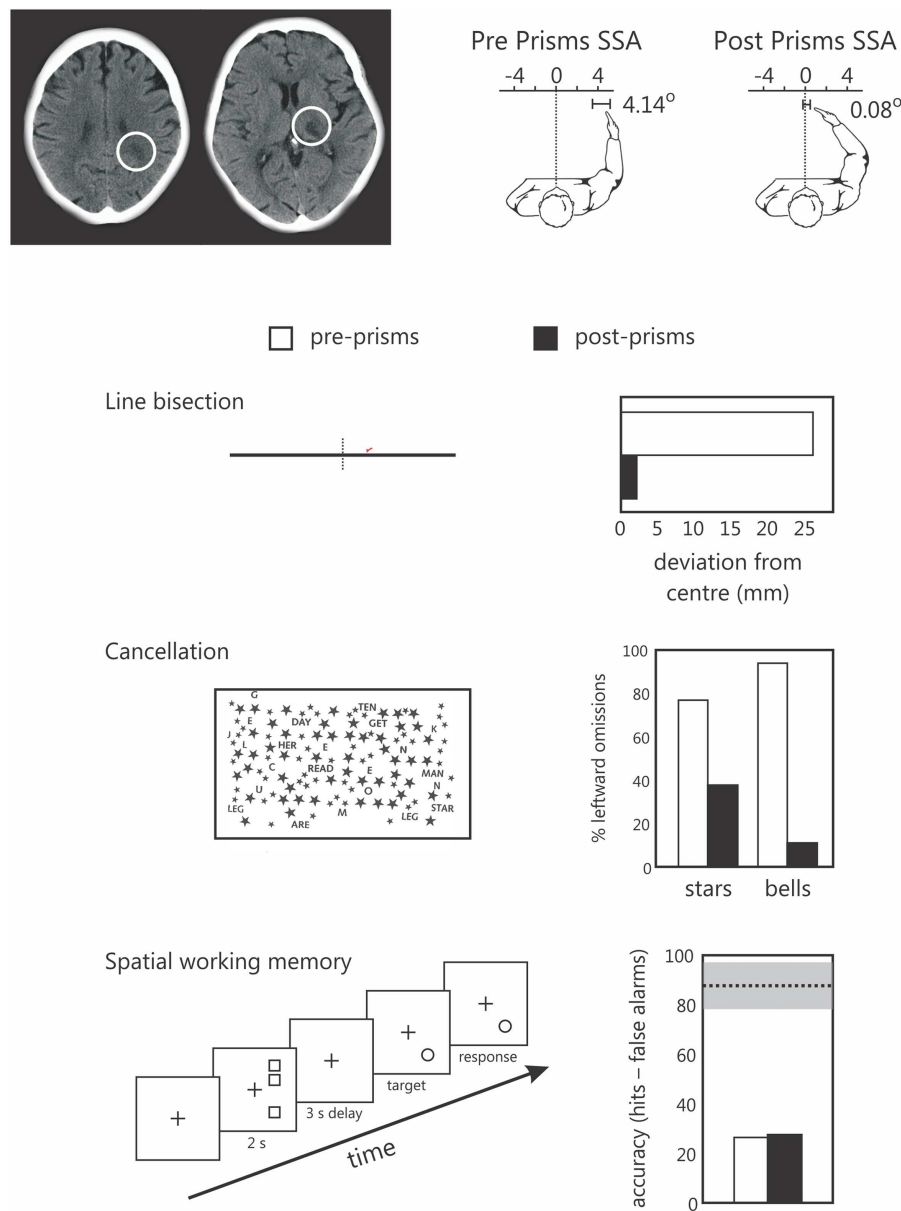 Pre Prisms SSA
Post Prisms SSA
-4 0 4
-4 0 4
4.14o
0.08o
pre-prisms
post-prisms
Line bisection
0 5 10 15 20 25
deviation from
centre (mm)
Cancellation
G
TEN
E
DAY
GET
K
J
L
HER
E
N
C
READ
E
MAN
U
O
N
LEG
M
LEG
STAR
ARE
% leftward omissions
100
80
60
40
20
0
stars bells
Spatial working memory
2 s
3 s delay
target
response
time
accuracy (hits – false alarms)
100
80
60
40
20
0